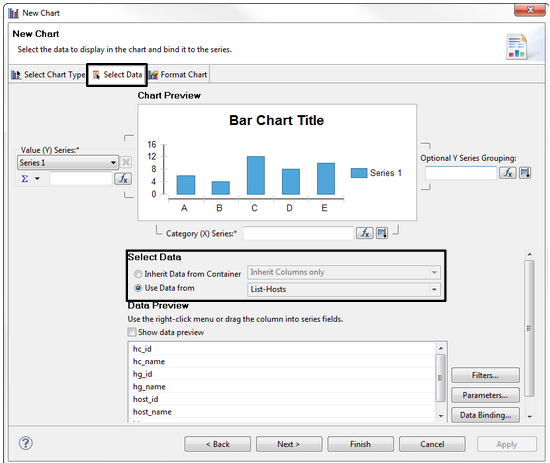 New Chart
New Chart
Select the data to display in the chart and bind it to the series.
Select Chart Type Select Data Format Chart
Chart Preview
Bar Chart Title
16
12
8
4
0
A B C D E
Series 1
Value (Y) Series:*
Series 1
Σ fx
Optional Y Series Grouping:
fx
Category (X) Series:* fx
Select Data
Inherit Data from Container Inherit Columns only
Use Data from List-Hosts
Data Preview
Use the right-click menu or drag the column into series fields.
Show data preview
hc_id
hc_name
hg_id
hg_name
host_id
host_name
Filters...
Parameters...
Data Binding...
? < Back Next > Finish Cancel Apply